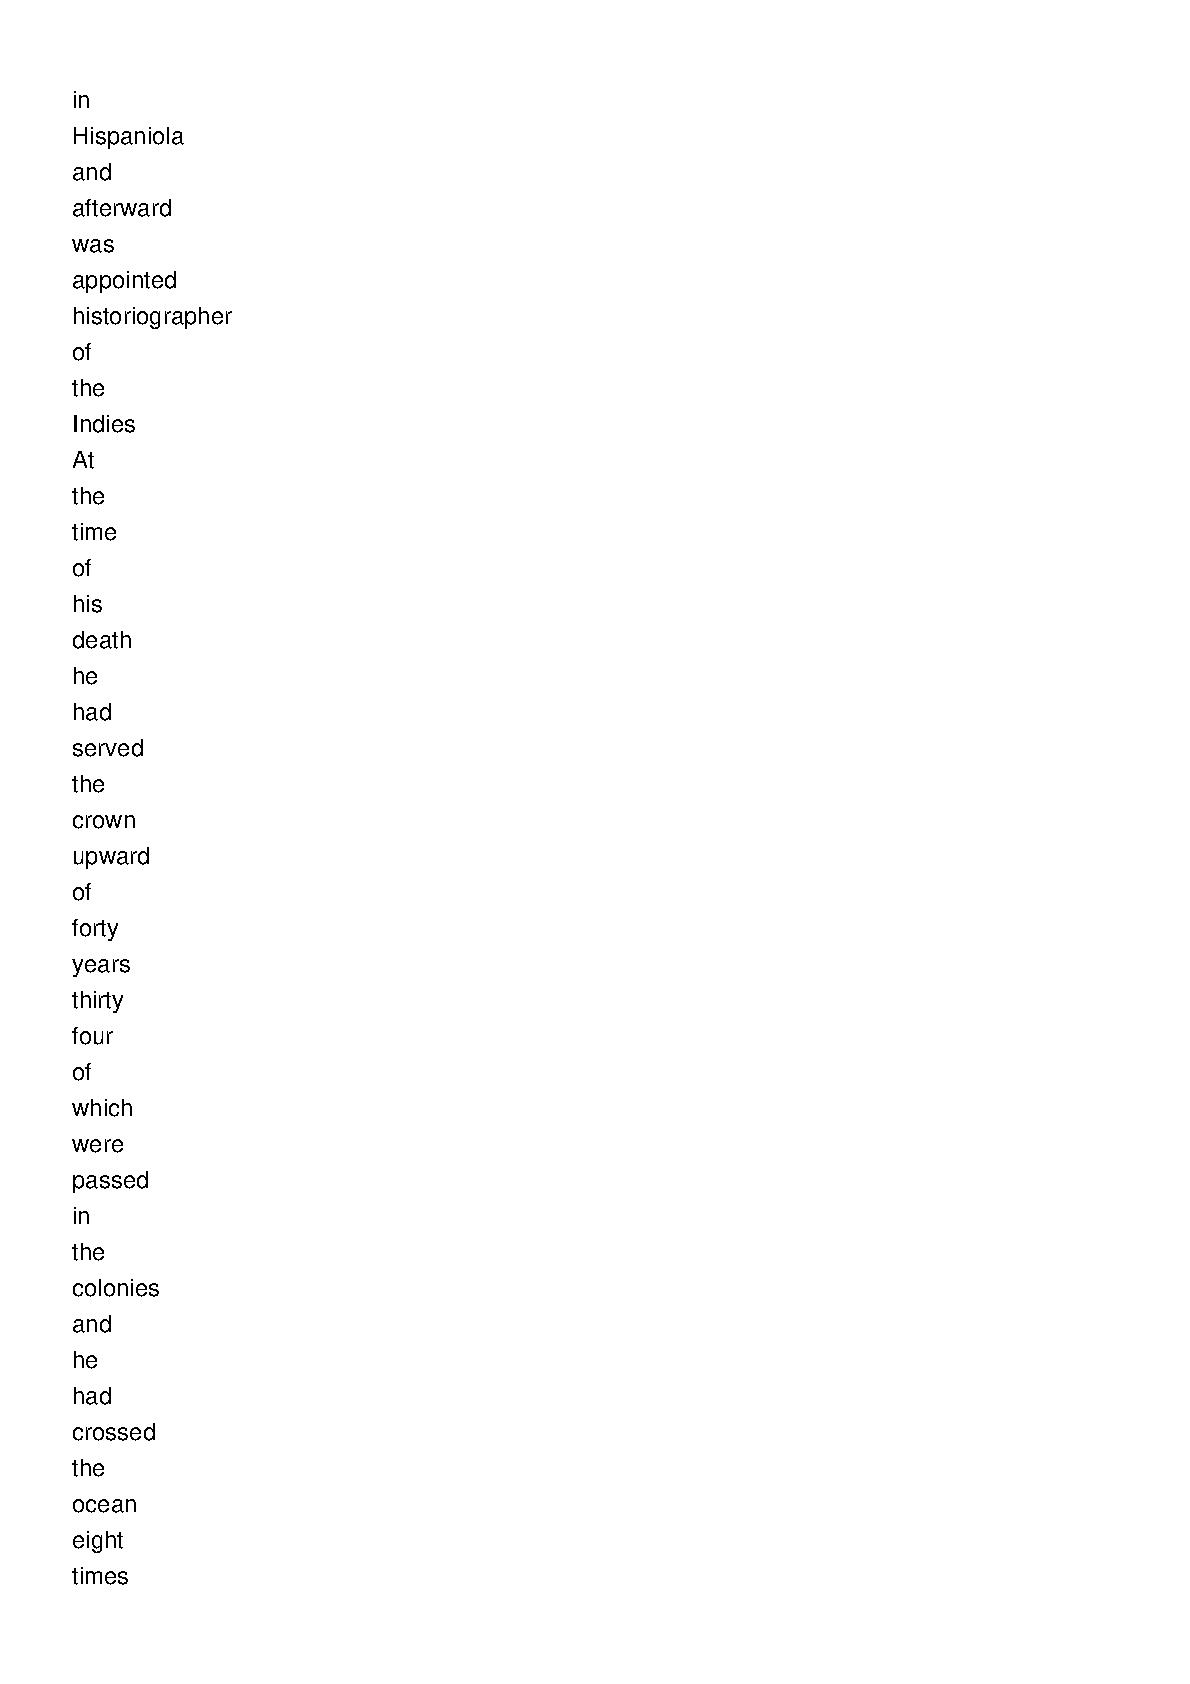 in
Hispaniola
and
afterward
was
appointed
historiographer
of
the
Indies
At
the
time
of
his
death
he
had
served
the
crown
upward
of
forty
years
thirty
four
of
which
were
passed
in
the
colonies
and
he
had
crossed
the
ocean
eight
times